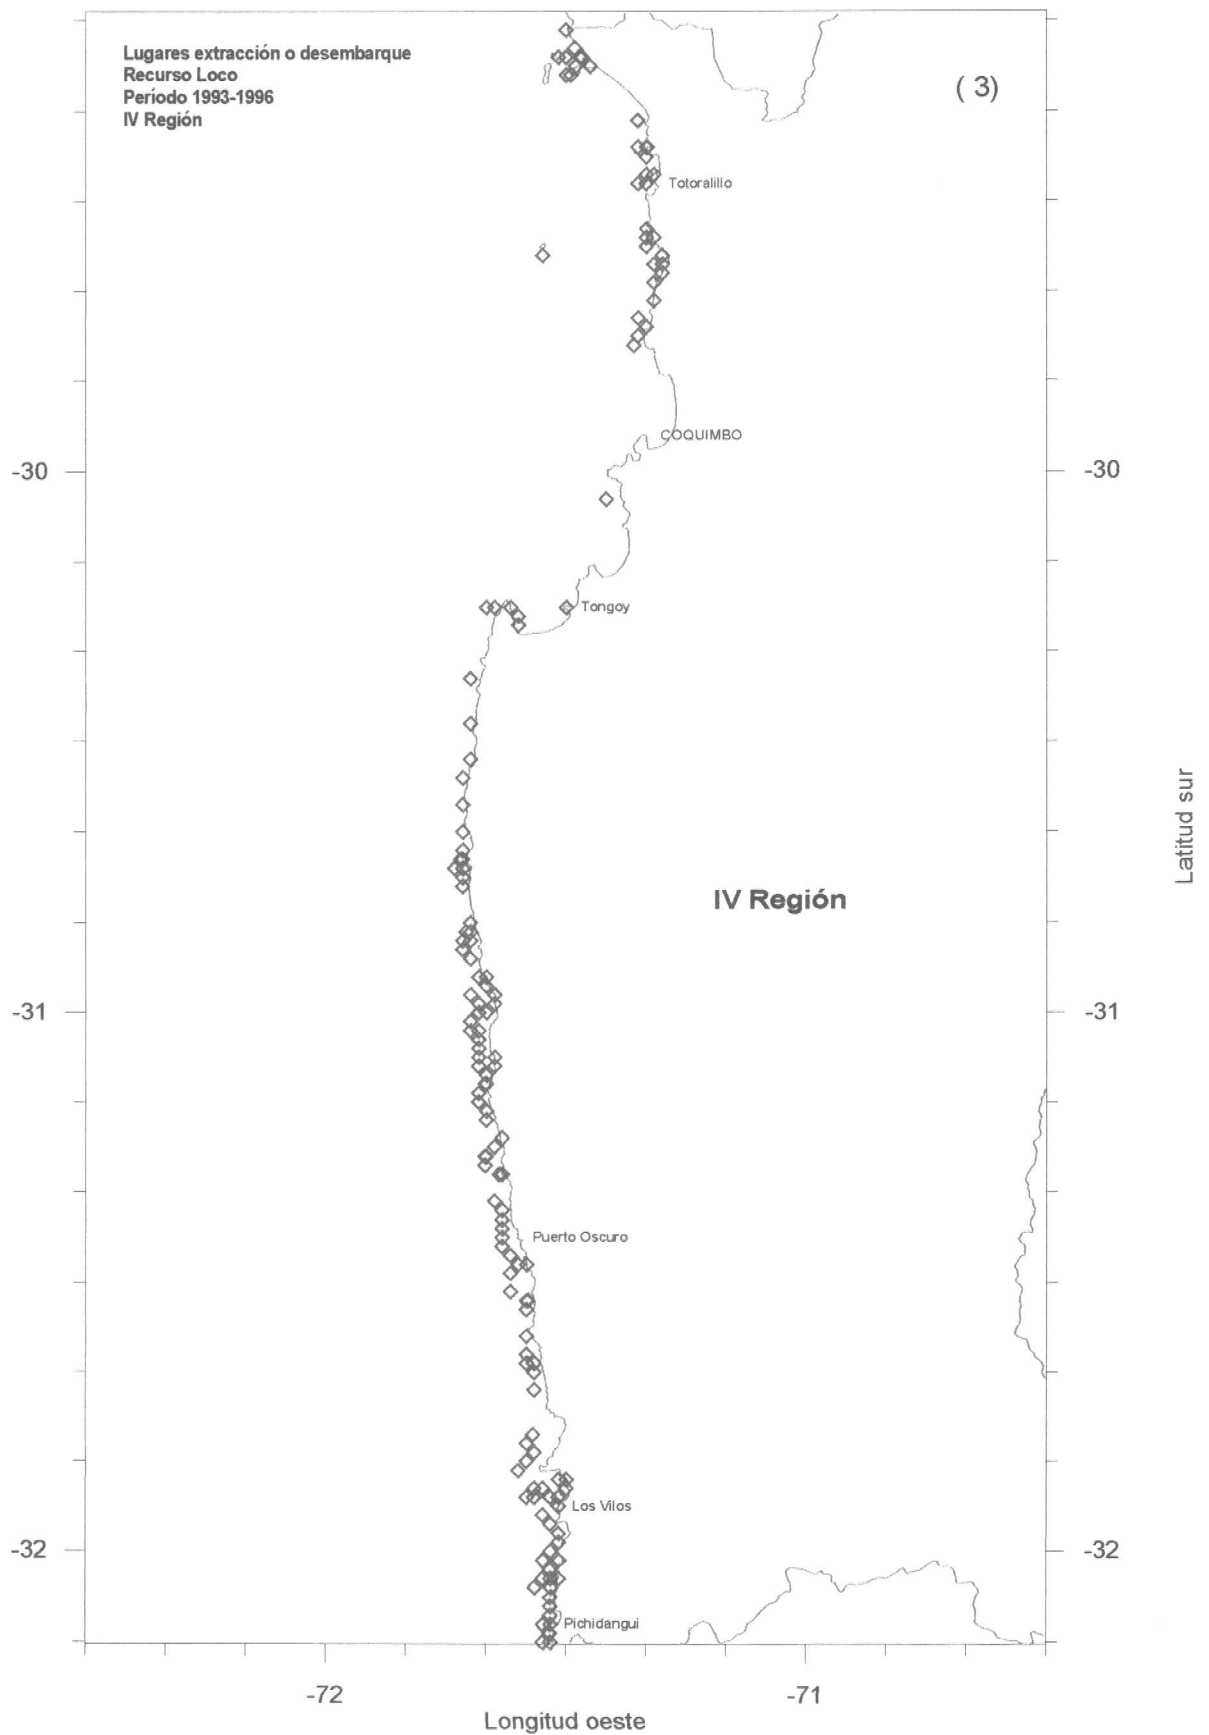 Lugares extracción o desembarque
Recurso Loco
Período 1993-1996
IV Región
( 3)
Totoralillo
COQUIMBO
-30
-30
Tongoy
Latitud sur
IV Región
-31
-31
Puerto Oscuro
Los Vilos
-32
-32
Pichidangui
-72
-71
Longitud oeste